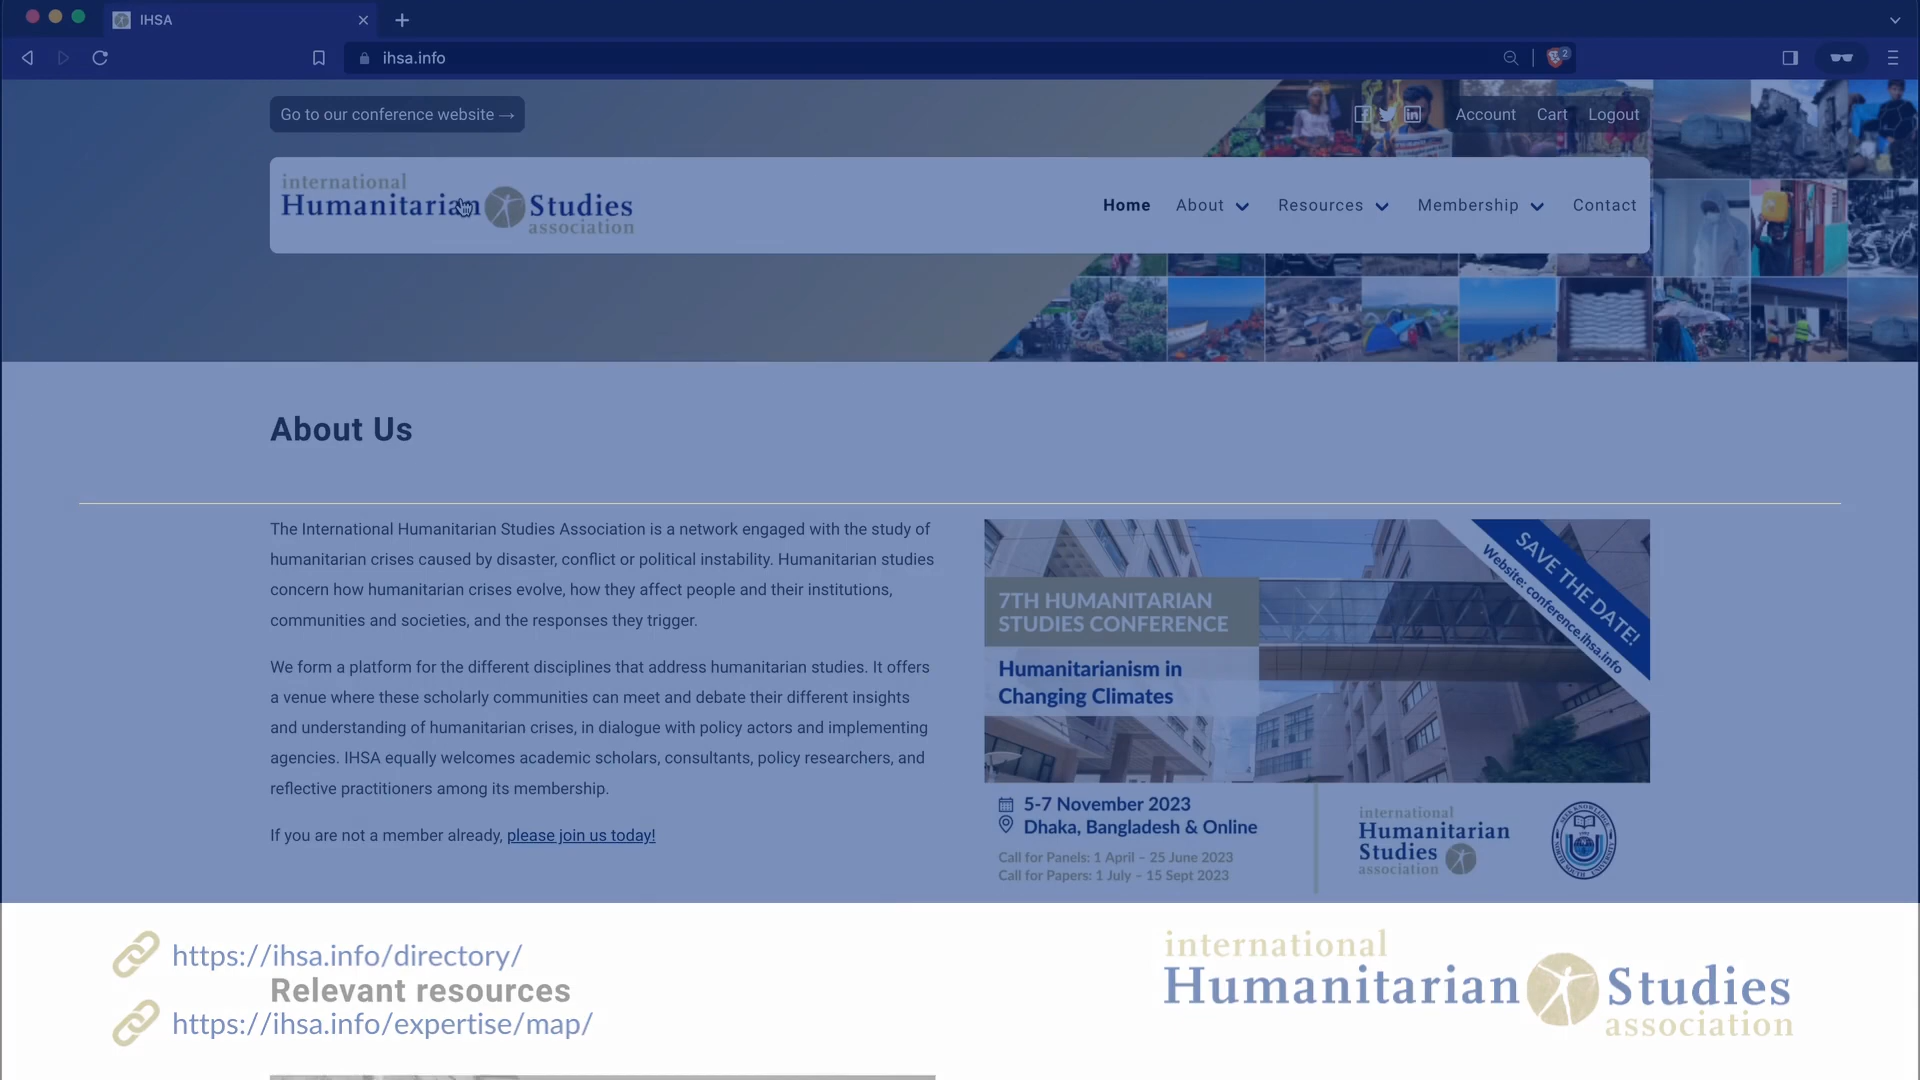 IHSA
ihsa.info
2
Go to our conference website →
Account Cart Logout
international
Humanitarian Studies
association
Home About Resources Membership Contact
About Us
The International Humanitarian Studies Association is a network engaged with the study of
humanitarian crises caused by disaster, conflict or political instability. Humanitarian studies
concern how humanitarian crises evolve, how they affect people and their institutions,
communities and societies, and the responses they trigger.
We form a platform for the different disciplines that address humanitarian studies. It offers
a venue where these scholarly communities can meet and debate their different insights
and understanding of humanitarian crises, in dialogue with policy actors and implementing
agencies. IHSA equally welcomes academic scholars, consultants, policy researchers, and
reflective practitioners among its membership.
If you are not a member already, please join us today!
SAVE THE DATE!
Website: conference.ihsa.info
7TH HUMANITARIAN
STUDIES CONFERENCE
Humanitarianism in
Changing Climates
5-7 November 2023
Dhaka, Bangladesh & Online
Call for Panels: 1 April – 25 June 2023
Call for Papers: 1 July – 15 Sept 2023
international
Humanitarian
Studies
association
https://ihsa.info/directory/
Relevant resources
https://ihsa.info/expertise/map/
international
Humanitarian Studies
association